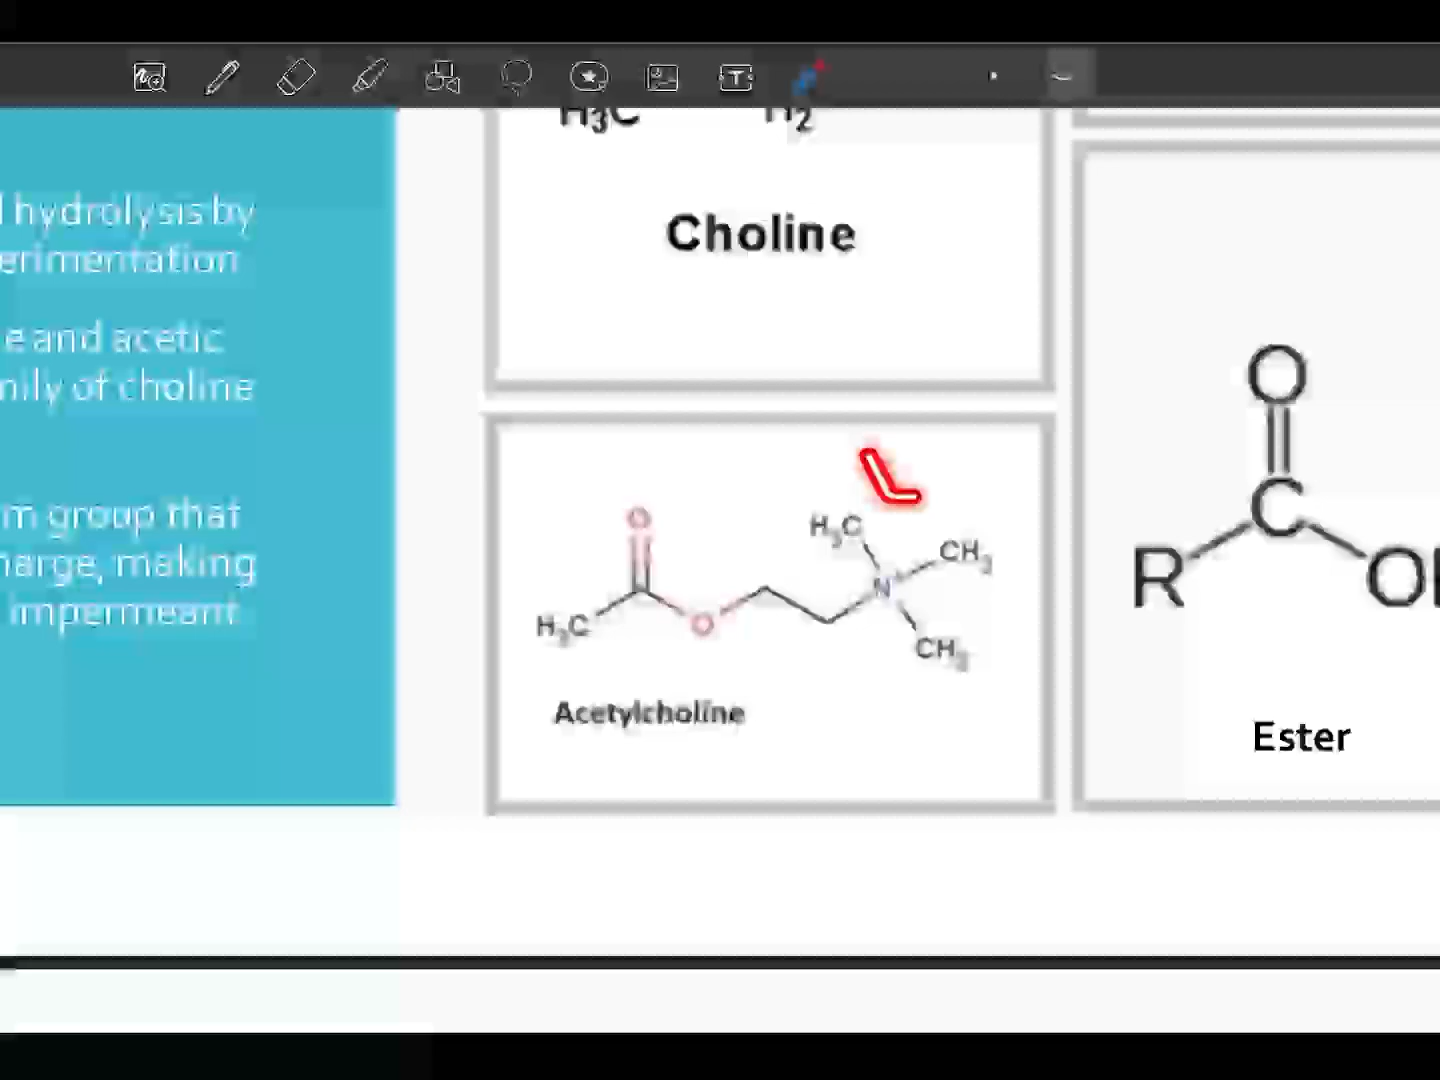 hydrolysis by
erimentation
e and acetic
nily of choline
m group that
harge, making
impermeant
H3C H2
Choline
O
H3C CH3
N+
H3C O
CH3
Acetylcholine
O
C
R O
Ester